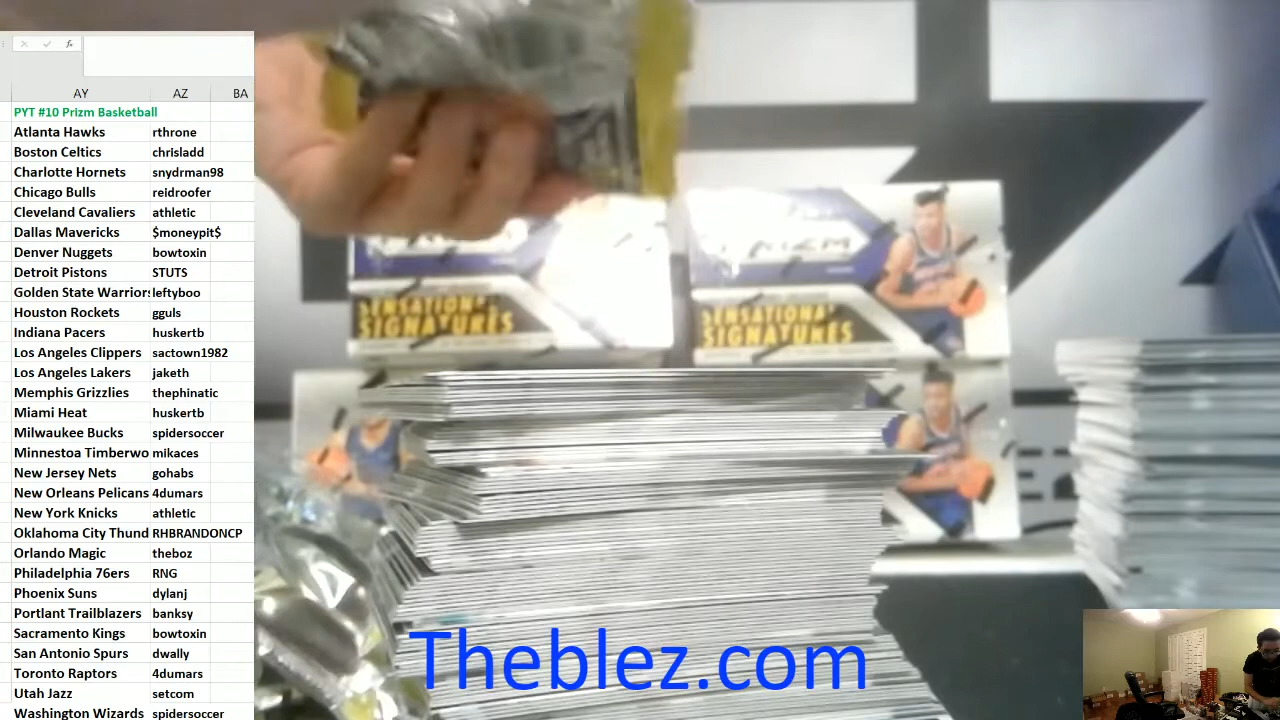 AY AZ BA
PYT #10 Prizm Basketball
Atlanta Hawks rthrone
Boston Celtics chrisladd
Charlotte Hornets snydrman98
Chicago Bulls reidroofer
Cleveland Cavaliers athletic
Dallas Mavericks $moneypit$
Denver Nuggets bowtoxin
Detroit Pistons STUTS
Golden State Warriors leftyboo
Houston Rockets gguls
Indiana Pacers huskertb
Los Angeles Clippers sactown1982
Los Angeles Lakers jaketh
Memphis Grizzlies thephinatic
Miami Heat huskertb
Milwaukee Bucks spidersoccer
Minnestoa Timberwo mikaces
New Jersey Nets gohabs
New Orleans Pelicans 4dumars
New York Knicks athletic
Oklahoma City Thund RHBRANDONCP
Orlando Magic theboz
Philadelphia 76ers RNG
Phoenix Suns dylanj
Portlant Trailblazers banksy
Sacramento Kings bowtoxin
San Antonio Spurs dwally
Toronto Raptors 4dumars
Utah Jazz setcom
Washington Wizards spidersoccer
PRIZM
SENSATIONAL
SIGNATURES
SENSATIONAL
SIGNATURES
Theblez.com